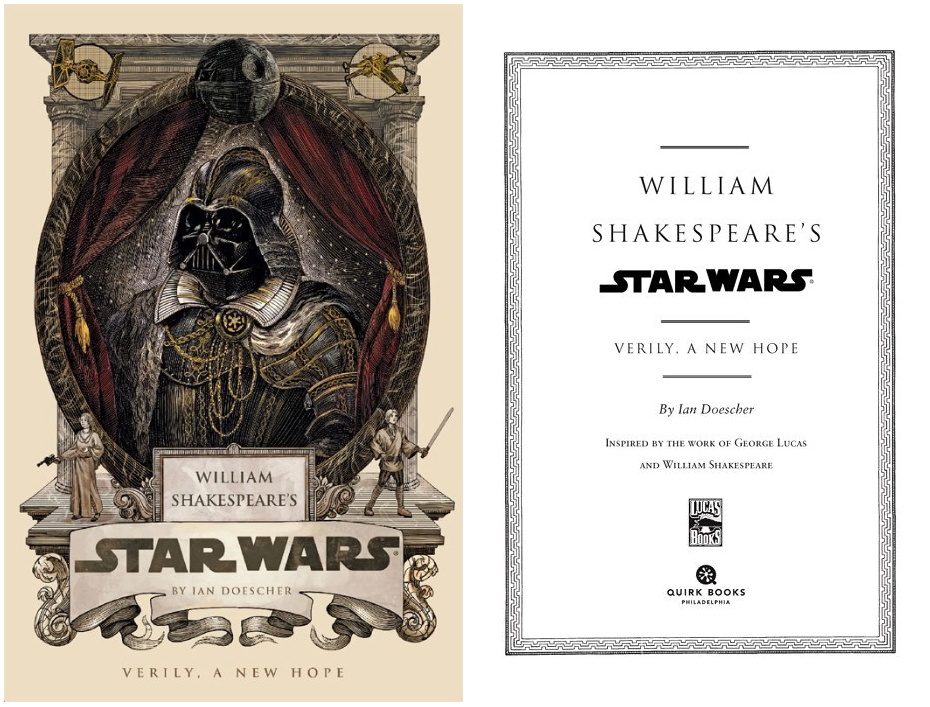 WILLIAM
SHAKESPEARE'S
STAR WARS®
BY IAN DOESCHER
VERILY, A NEW HOPE
WILLIAM
SHAKESPEARE'S
STAR WARS®
VERILY, A NEW HOPE
By Ian Doescher
INSPIRED BY THE WORK OF GEORGE LUCAS
AND WILLIAM SHAKESPEARE
LUCAS
BOOKS
QUIRK BOOKS
PHILADELPHIA